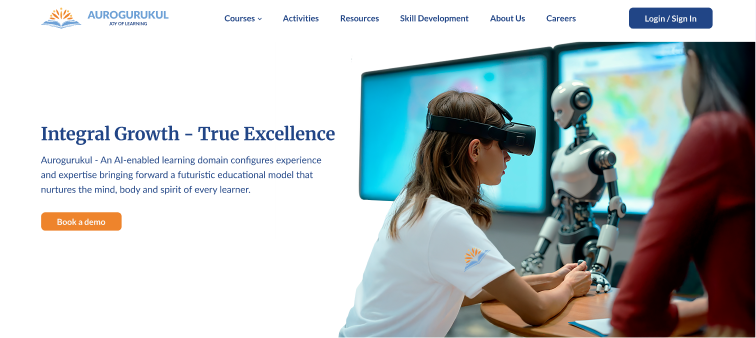 AUROGURUKUL
JOY OF LEARNING
Courses
Activities
Resources
Skill Development
About Us
Careers
Login / Sign In
Integral Growth - True Excellence
Aurogurukul - An AI-enabled learning domain configures experience
and expertise bringing forward a futuristic educational model that
nurtures the mind, body and spirit of every learner.
Book a demo